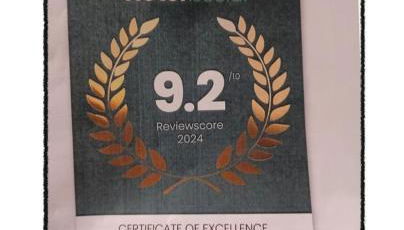 9.2/10
Reviewscore
2024
CERTIFICATE OF EXCELLENCE